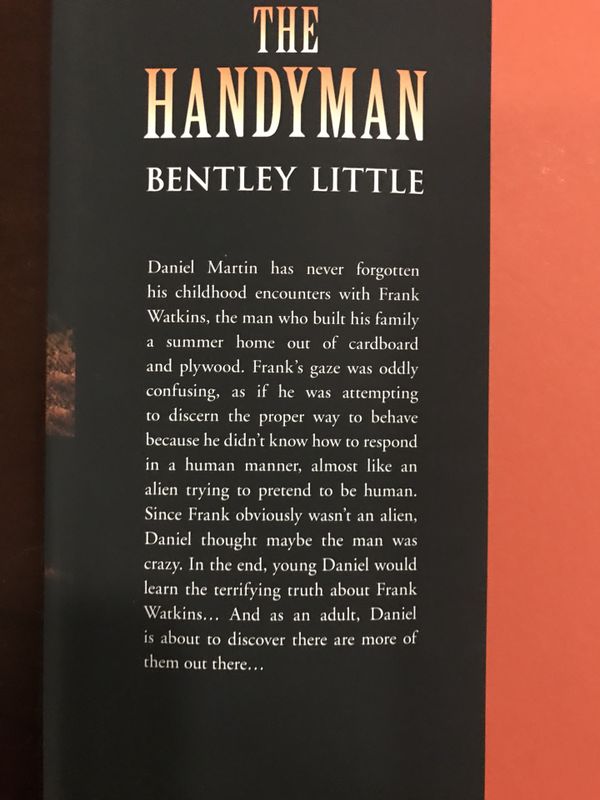 THE
HANDYMAN
BENTLEY LITTLE
Daniel Martin has never forgotten
his childhood encounters with Frank
Watkins, the man who built his family
a summer home out of cardboard
and plywood. Frank's gaze was oddly
confusing, as if he was attempting
to discern the proper way to behave
because he didn't know how to respond
in a human manner, almost like an
alien trying to pretend to be human.
Since Frank obviously wasn't an alien,
Daniel thought maybe the man was
crazy. In the end, young Daniel would
learn the terrifying truth about Frank
Watkins... And as an adult, Daniel
is about to discover there are more of
them out there...